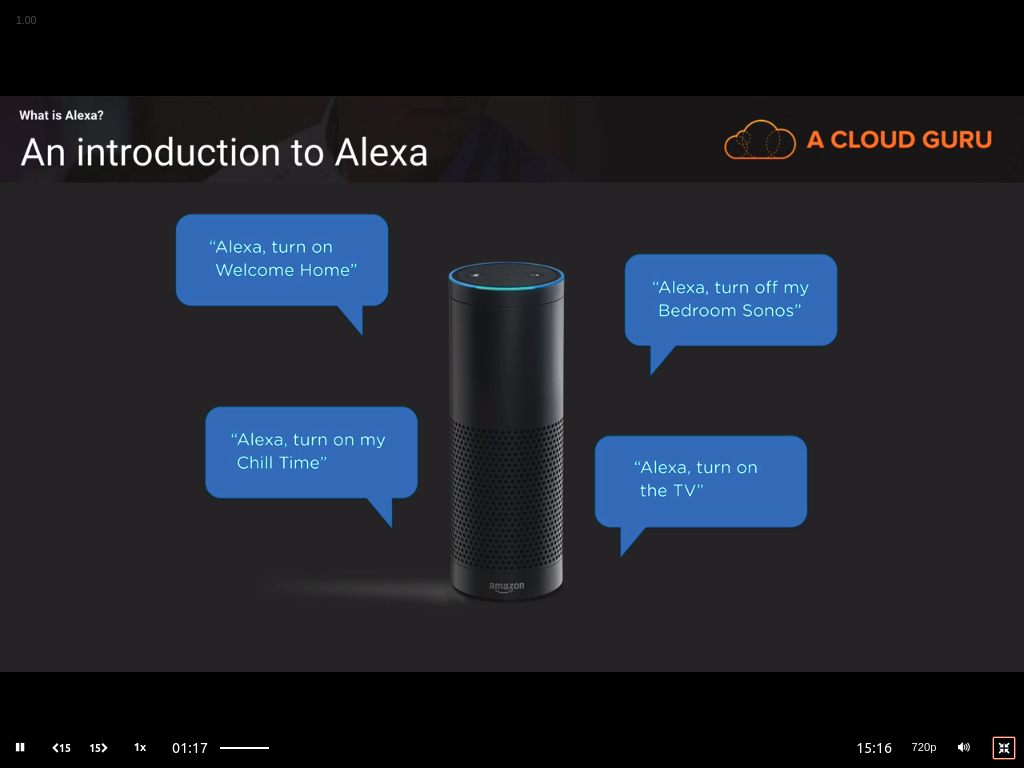 1.00
What is Alexa?
An introduction to Alexa
A CLOUD GURU
“Alexa, turn on
Welcome Home”
“Alexa, turn off my
Bedroom Sonos”
“Alexa, turn on my
Chill Time”
“Alexa, turn on
the TV”
amazon
15
15
1x
01:17
15:16
720p